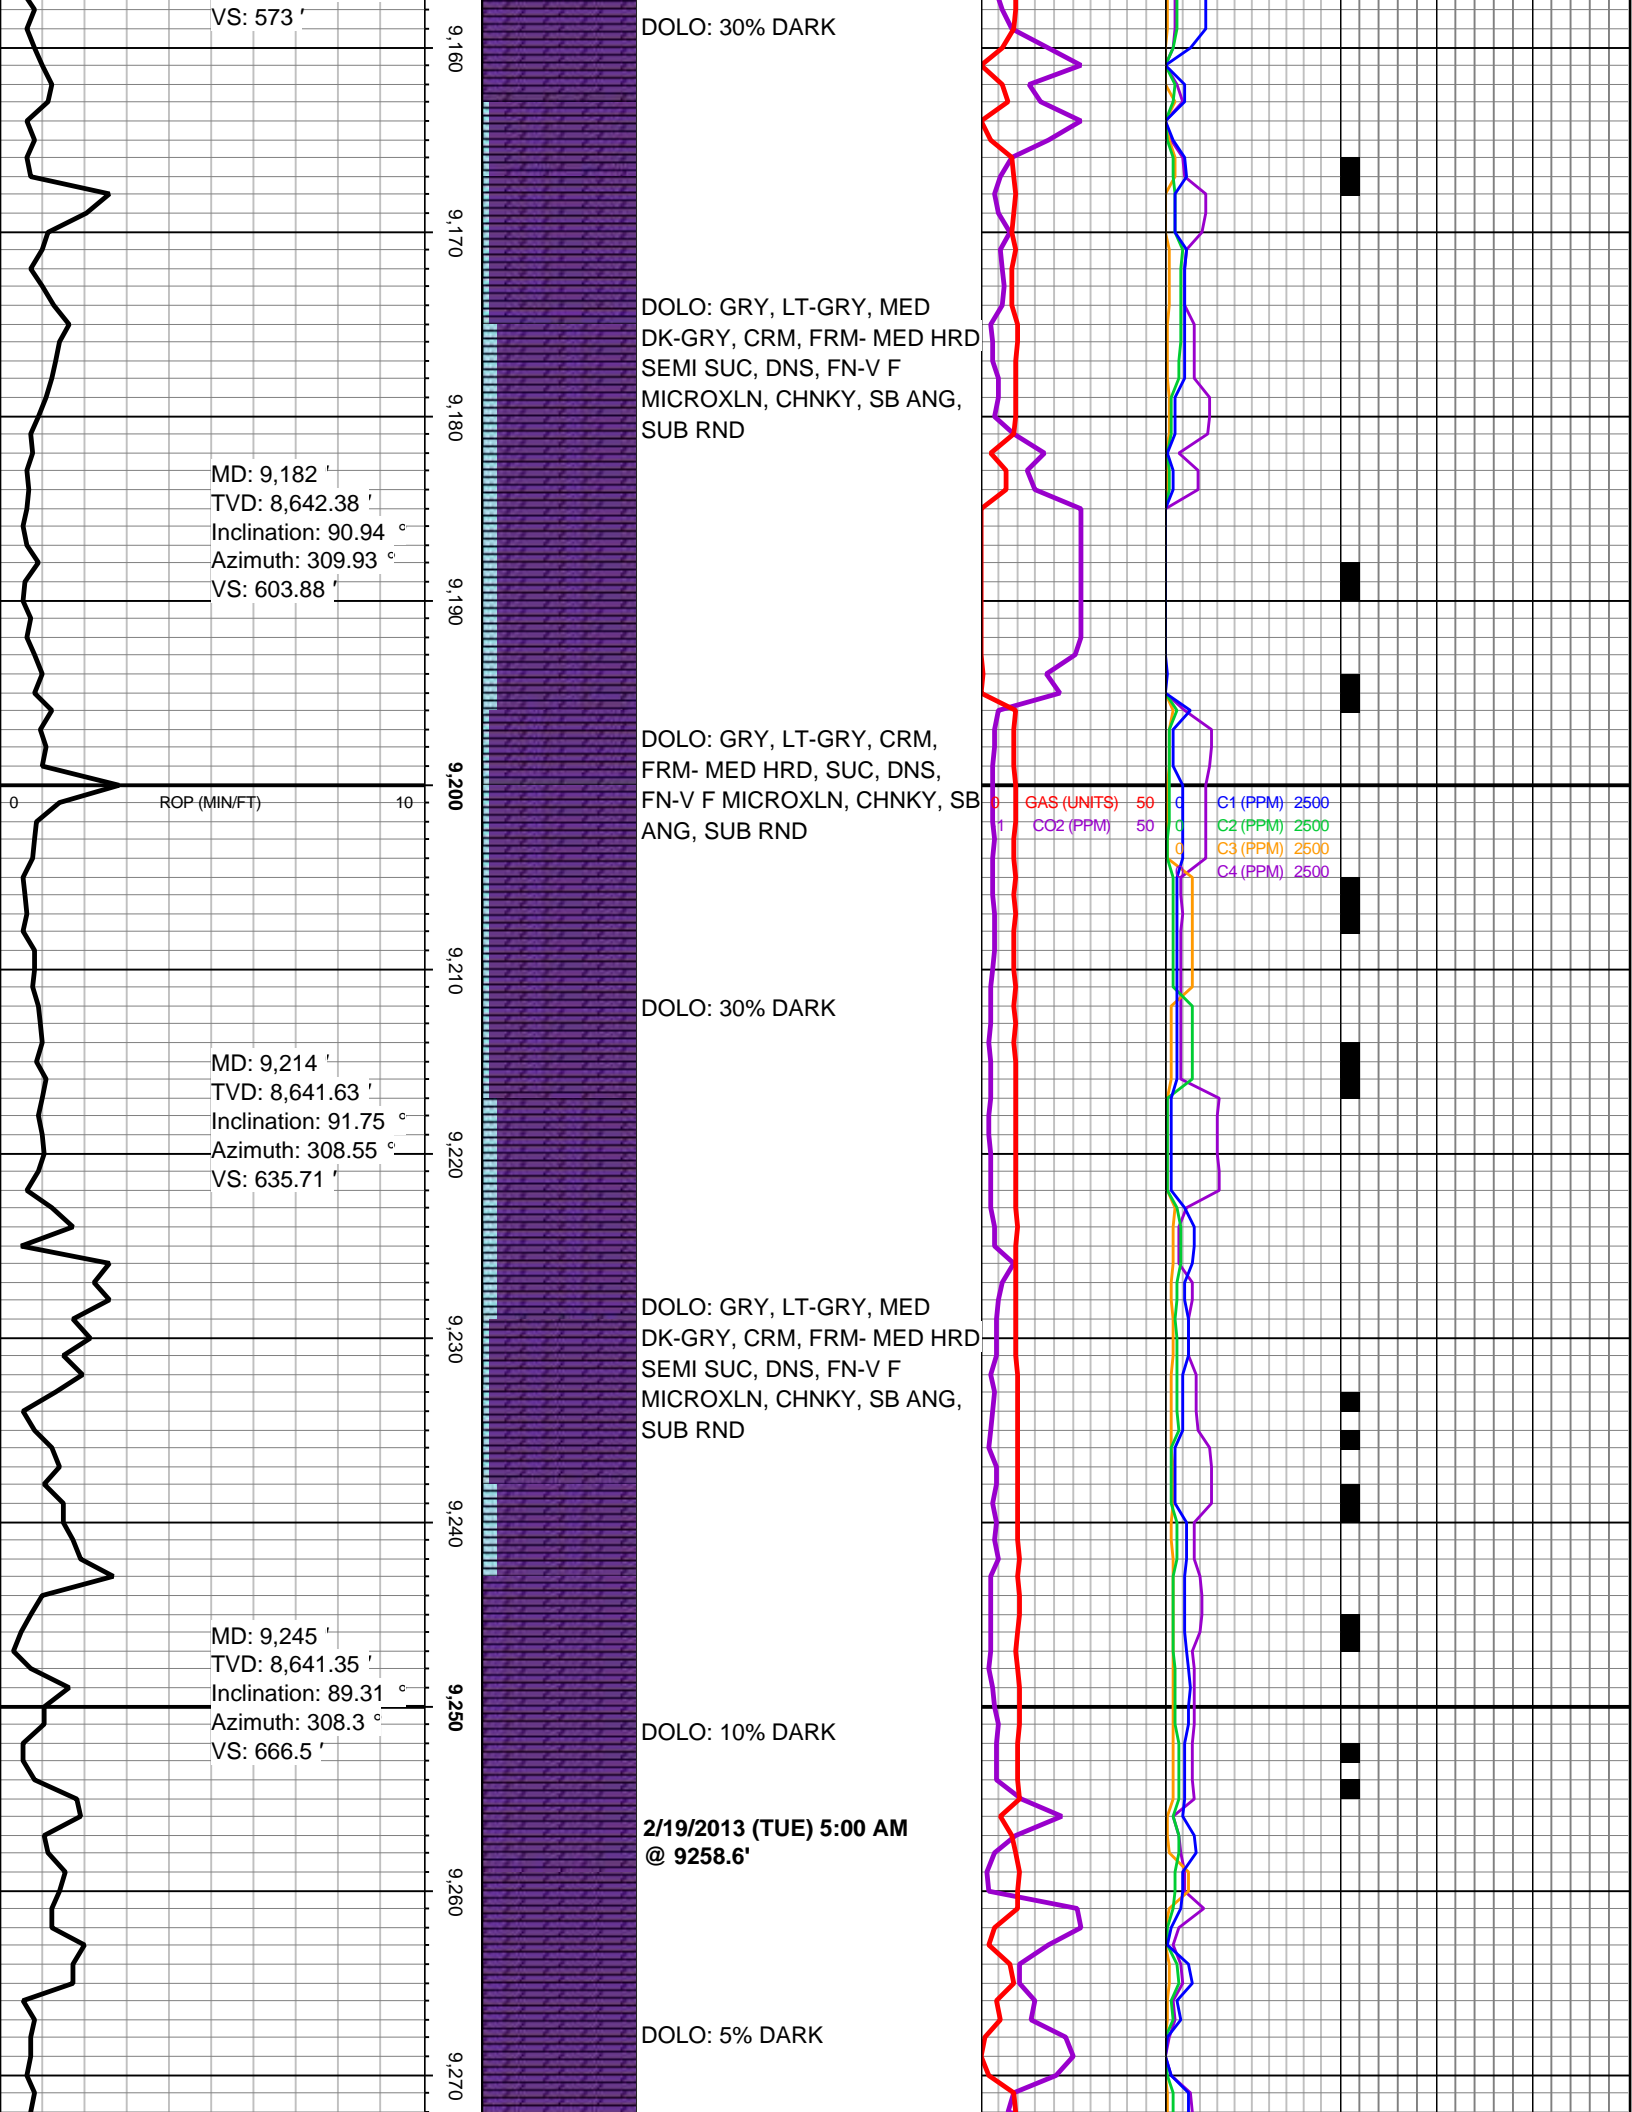 VS: 573 '
DOLO: 30% DARK
9,160
9,170
DOLO: GRY, LT-GRY, MED
DK-GRY, CRM, FRM- MED HRD
SEMI SUC, DNS, FN-V F
MICROXLN, CHNKY, SB ANG,
SUB RND
9,180
MD: 9,182 '
TVD: 8,642.38 '
Inclination: 90.94 °
Azimuth: 309.93 °
VS: 603.88 '
9,190
DOLO: GRY, LT-GRY, CRM,
FRM- MED HRD, SUC, DNS,
FN-V F MICROXLN, CHNKY, SB
ANG, SUB RND
9,200
0 ROP (MIN/FT) 10
0 GAS (UNITS) 50
1 CO2 (PPM) 50
0 C1 (PPM) 2500
0 C2 (PPM) 2500
0 C3 (PPM) 2500
C4 (PPM) 2500
9,210
DOLO: 30% DARK
MD: 9,214 '
TVD: 8,641.63 '
Inclination: 91.75 °
Azimuth: 308.55 °
VS: 635.71 '
9,220
DOLO: GRY, LT-GRY, MED
DK-GRY, CRM, FRM- MED HRD
SEMI SUC, DNS, FN-V F
MICROXLN, CHNKY, SB ANG,
SUB RND
9,230
9,240
MD: 9,245 '
TVD: 8,641.35 '
Inclination: 89.31 °
Azimuth: 308.3 °
VS: 666.5 '
9,250
DOLO: 10% DARK
2/19/2013 (TUE) 5:00 AM
@ 9258.6'
9,260
DOLO: 5% DARK
9,270